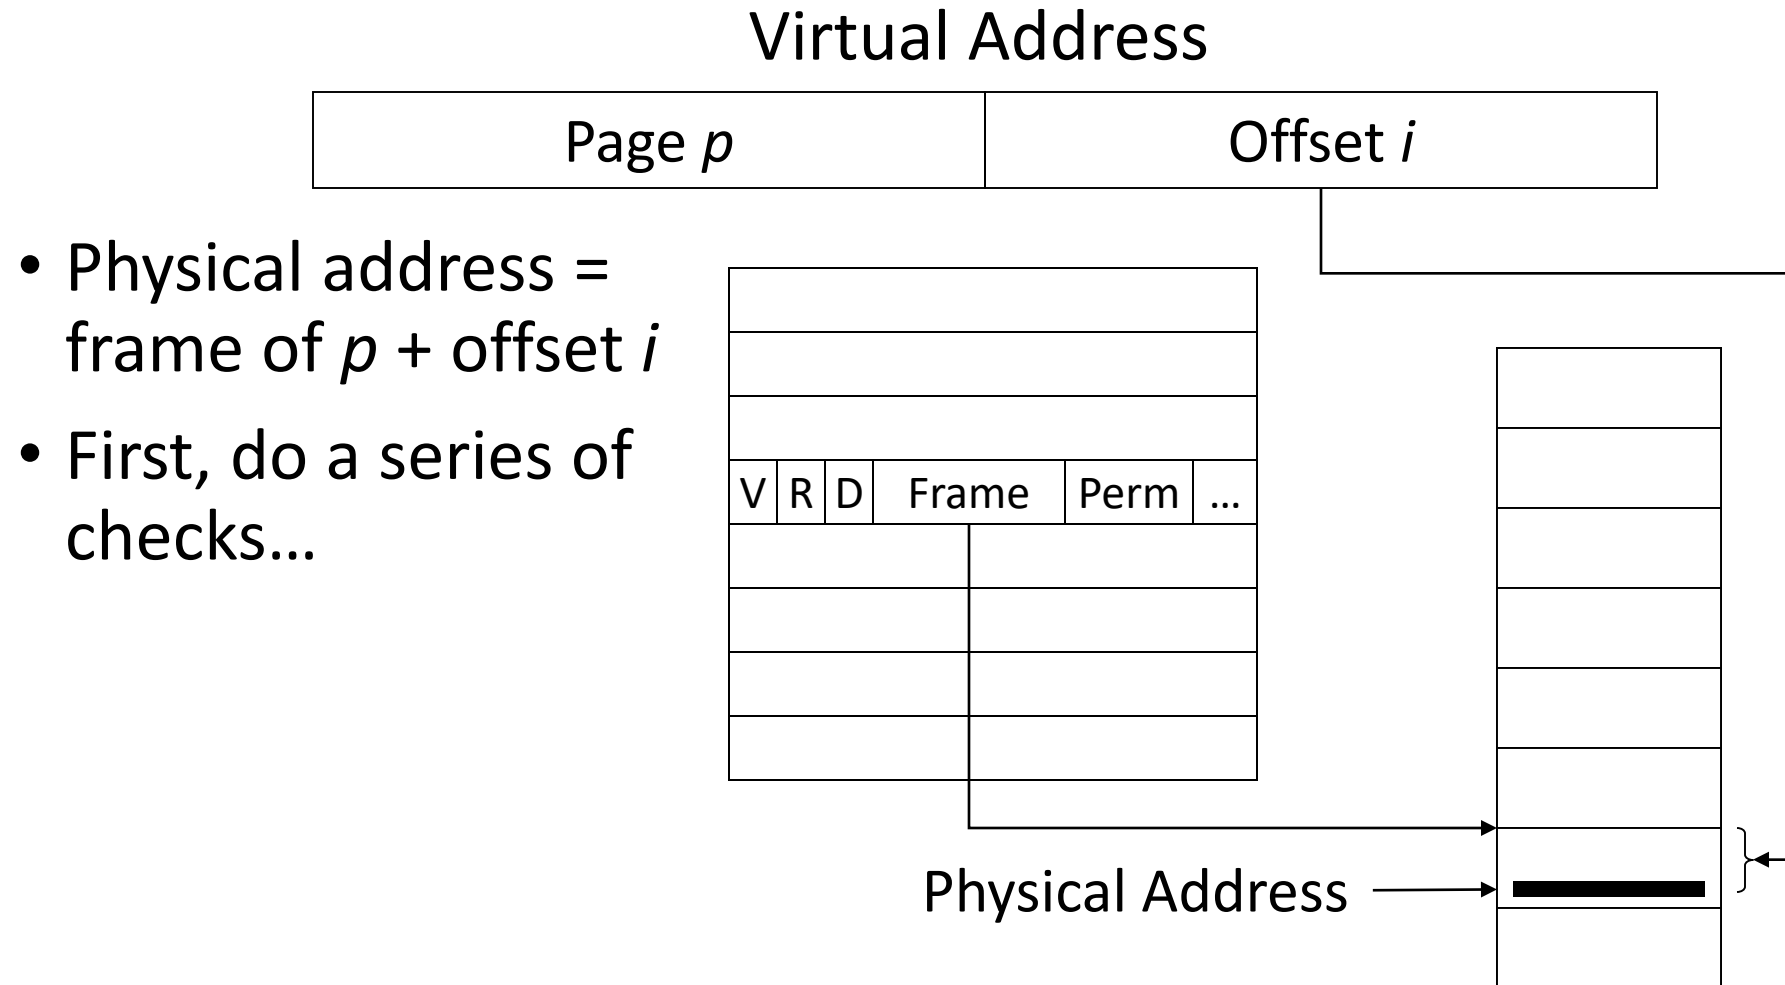 Virtual Address
Page p
Offset i
• Physical address =
frame of p + offset i
• First, do a series of
checks…
V R D Frame Perm …
Physical Address